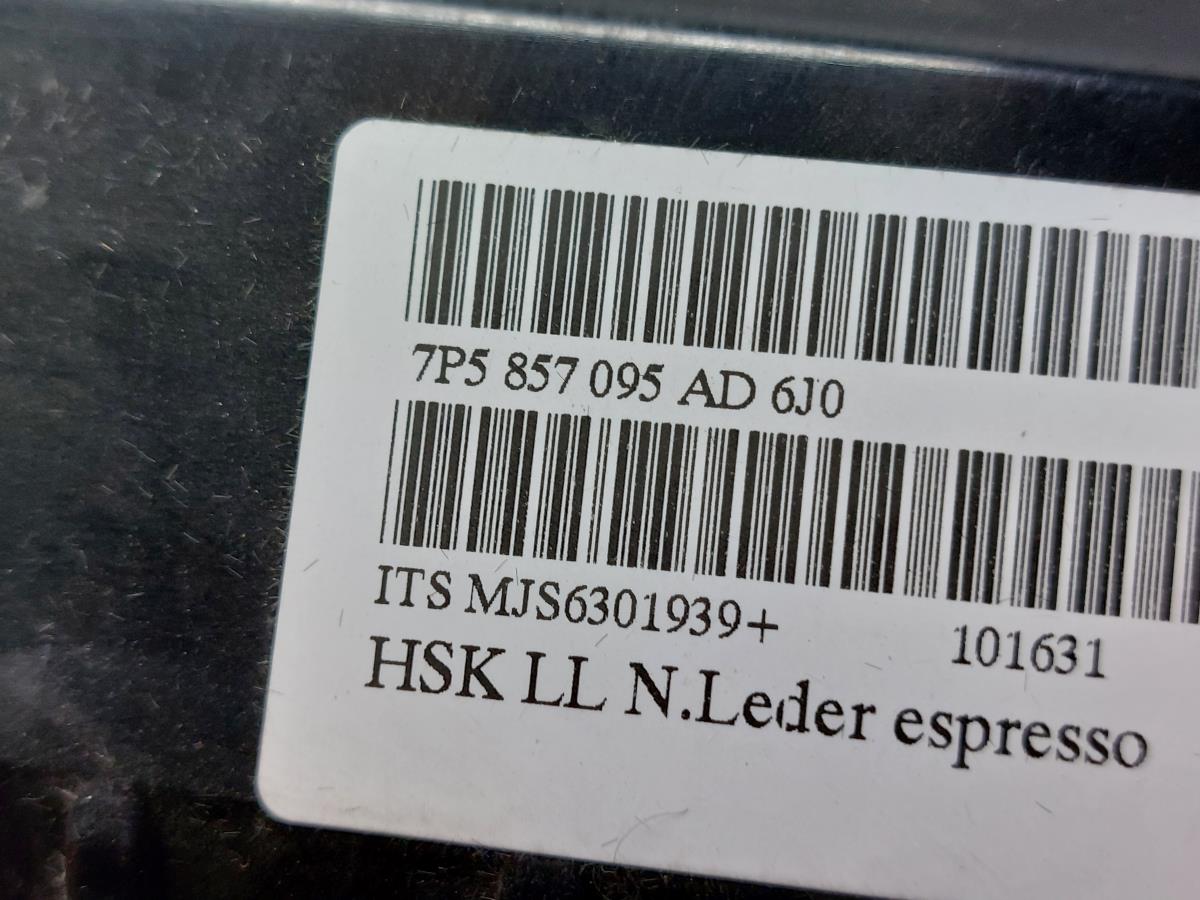 7P5 857 095 AD 6J0
ITS MJS6301939+ 101631
HSK LL N.Leder espresso